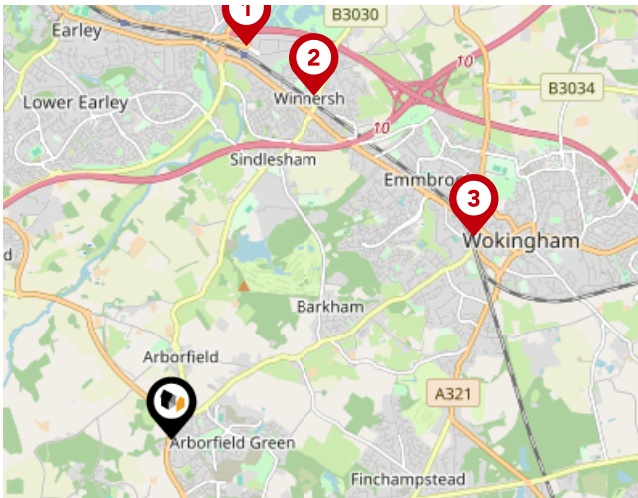 1
B3030
Earley
2
10
B3034
Lower Earley
Winnersh
10
Sindlesham
Emmbrook
3
Wokingham
d
Barkham
Arborfield
A321
Arborfield Green
Finchampstead